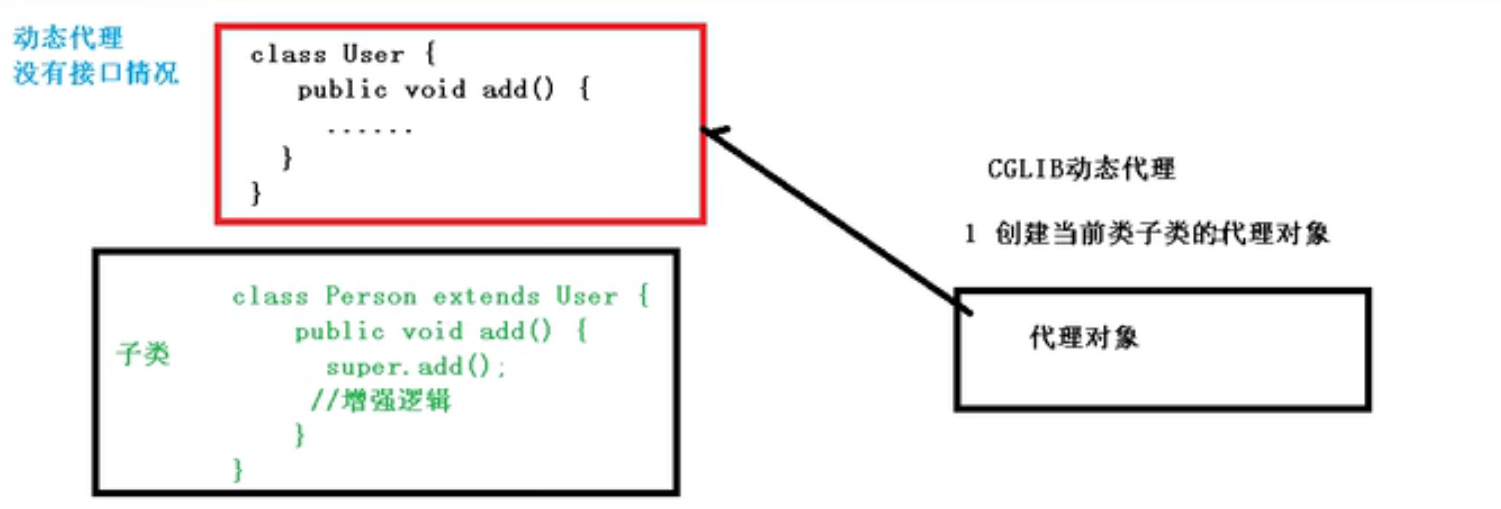 动态代理
没有接口情况
class User {
public void add() {
......
}
}
CGLIB动态代理
1 创建当前类子类的代理对象
代理对象
子类
class Person extends User {
public void add() {
super.add();
//增强逻辑
}
}